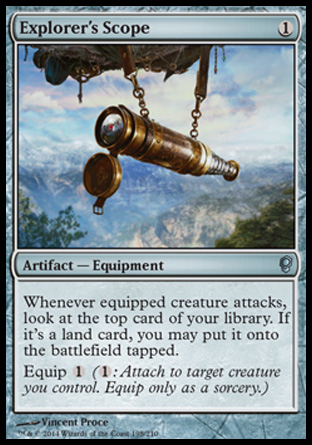 Explorer's Scope 1
Artifact — Equipment
Whenever equipped creature attacks,
look at the top card of your library. If
it's a land card, you may put it onto
the battlefield tapped.
Equip 1 (1: Attach to target creature
you control. Equip only as a sorcery.)
Vincent Proce
™ & © 2014 Wizards of the Coast 198/210